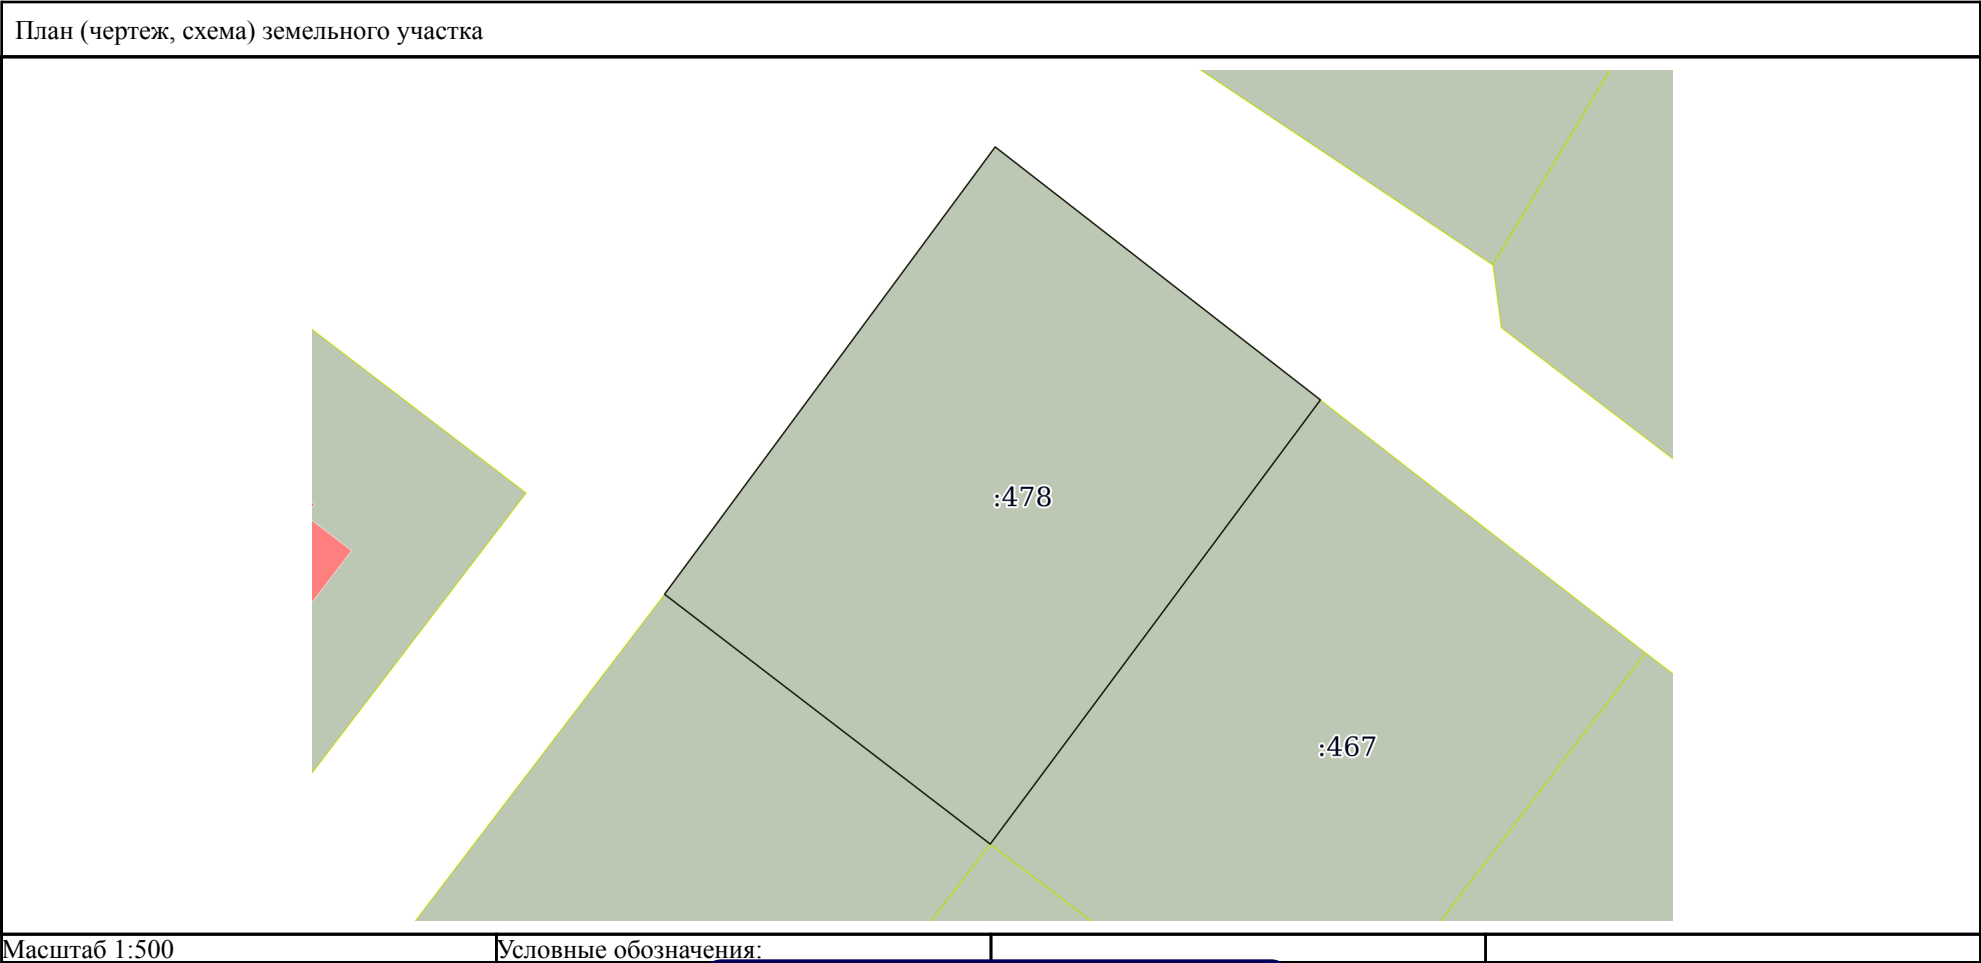 План (чертеж, схема) земельного участка
:478
:467
Масштаб 1:500
Условные обозначения: